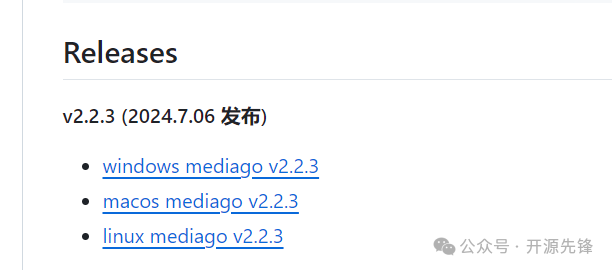 Releases
v2.2.3 (2024.7.06 发布)
windows mediago v2.2.3
macos mediago v2.2.3
linux mediago v2.2.3
公众号 · 开源先锋